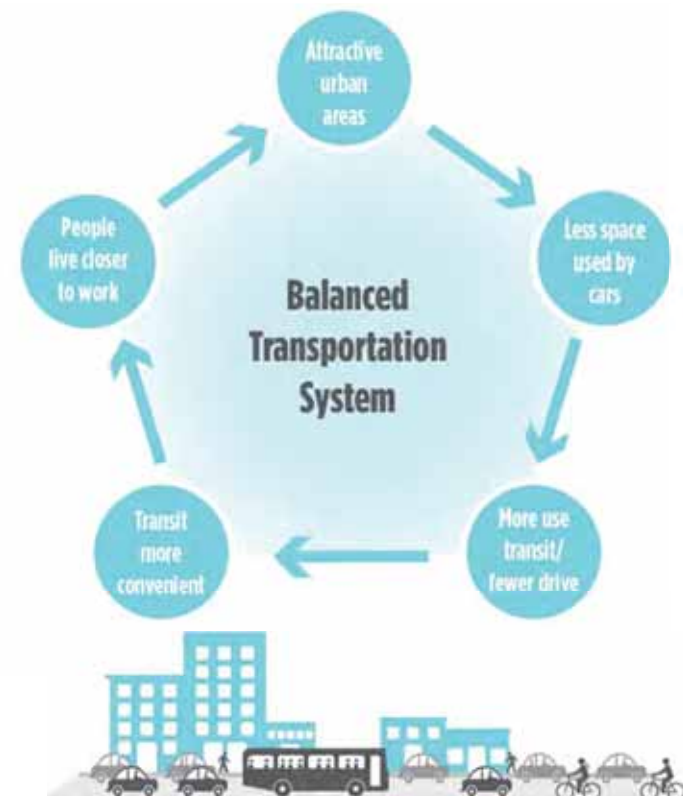 Attractive
urban
areas
People
live closer
to work
Less space
used by
cars
Balanced
Transportation
System
Transit
more
convenient
More use
transit/
fewer drive